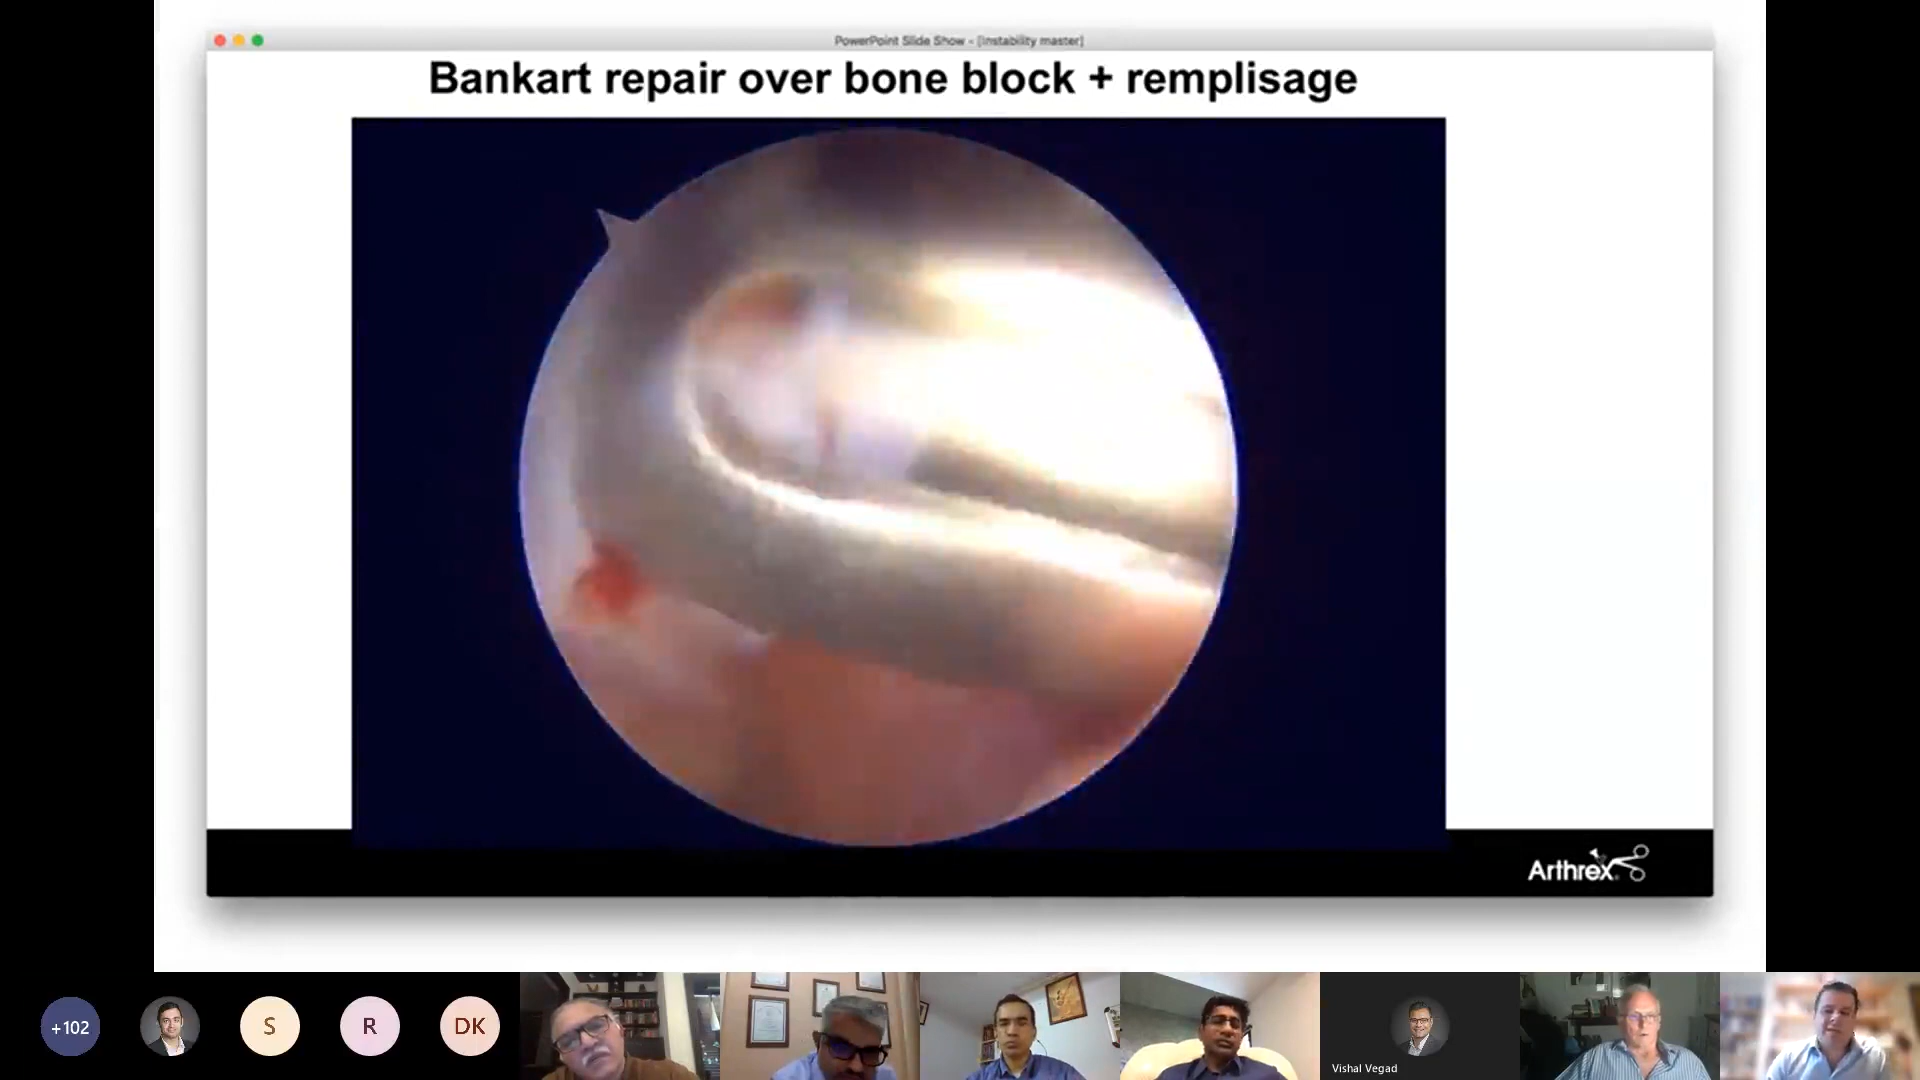 PowerPoint Slide Show - [Instability master]
Bankart repair over bone block + remplisage
Arthrex
+102
S
R
DK
Vishal Vegad